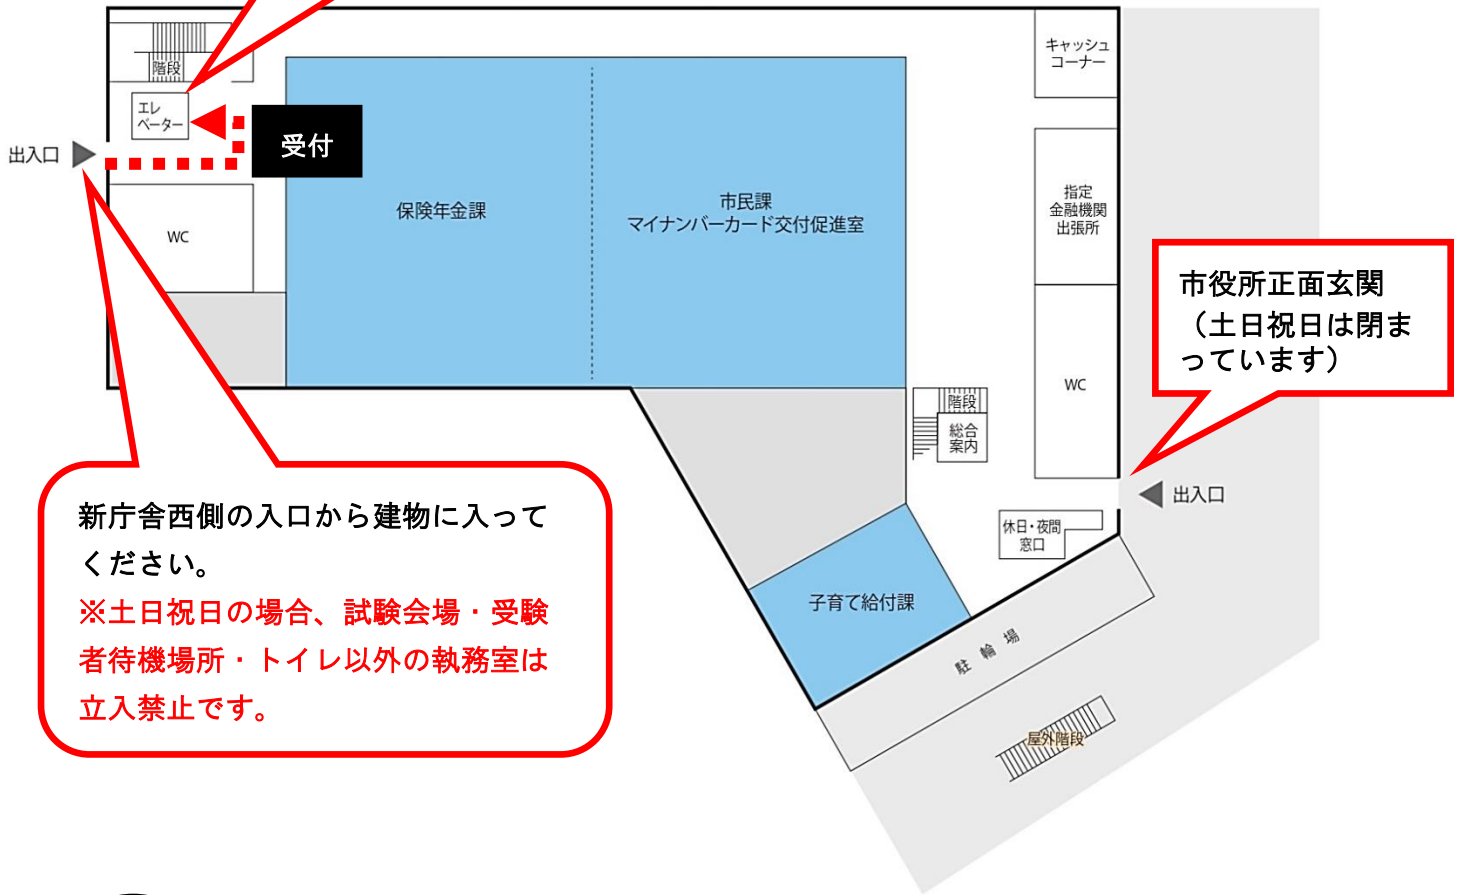 キャッシュ
コーナー
階段
エレ
ベーター
受付
出入口
保険年金課
市民課
マイナンバーカード交付促進室
指定
金融機関
出張所
WC
市役所正面玄関
（土日祝日は閉ま
っています）
WC
階段
総合
案内
出入口
休日・夜間
窓口
新庁舎西側の入口から建物に入って
ください。
※土日祝日の場合、試験会場・受験
者待機場所・トイレ以外の執務室は
立入禁止です。
子育て給付課
駐輪場
屋外階段